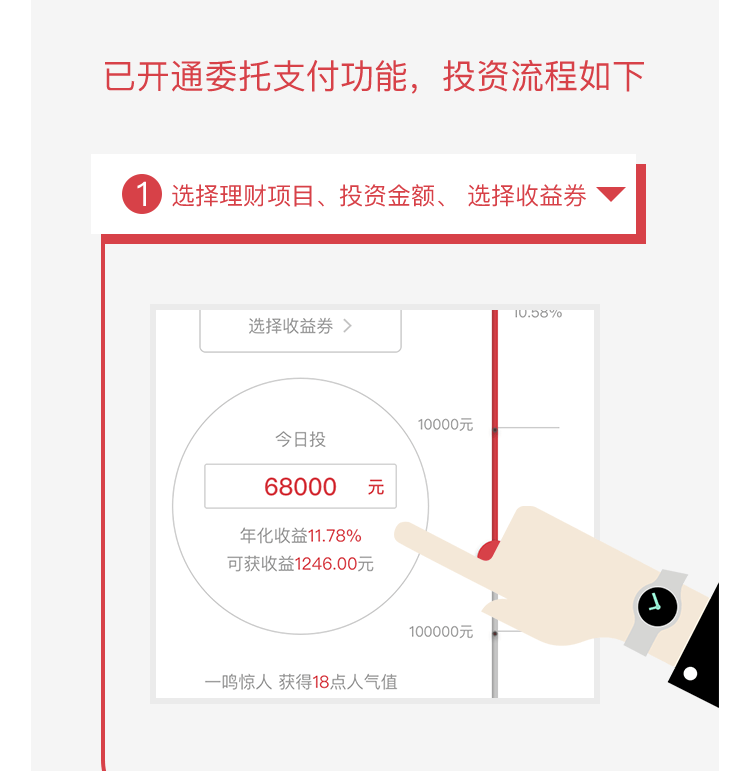 已开通委托支付功能，投资流程如下
1 选择理财项目、投资金额、 选择收益券
10.58%
选择收益券
10000元
今日投
68000 元
年化收益11.78%
可获收益1246.00元
100000元
一鸣惊人 获得18点人气值